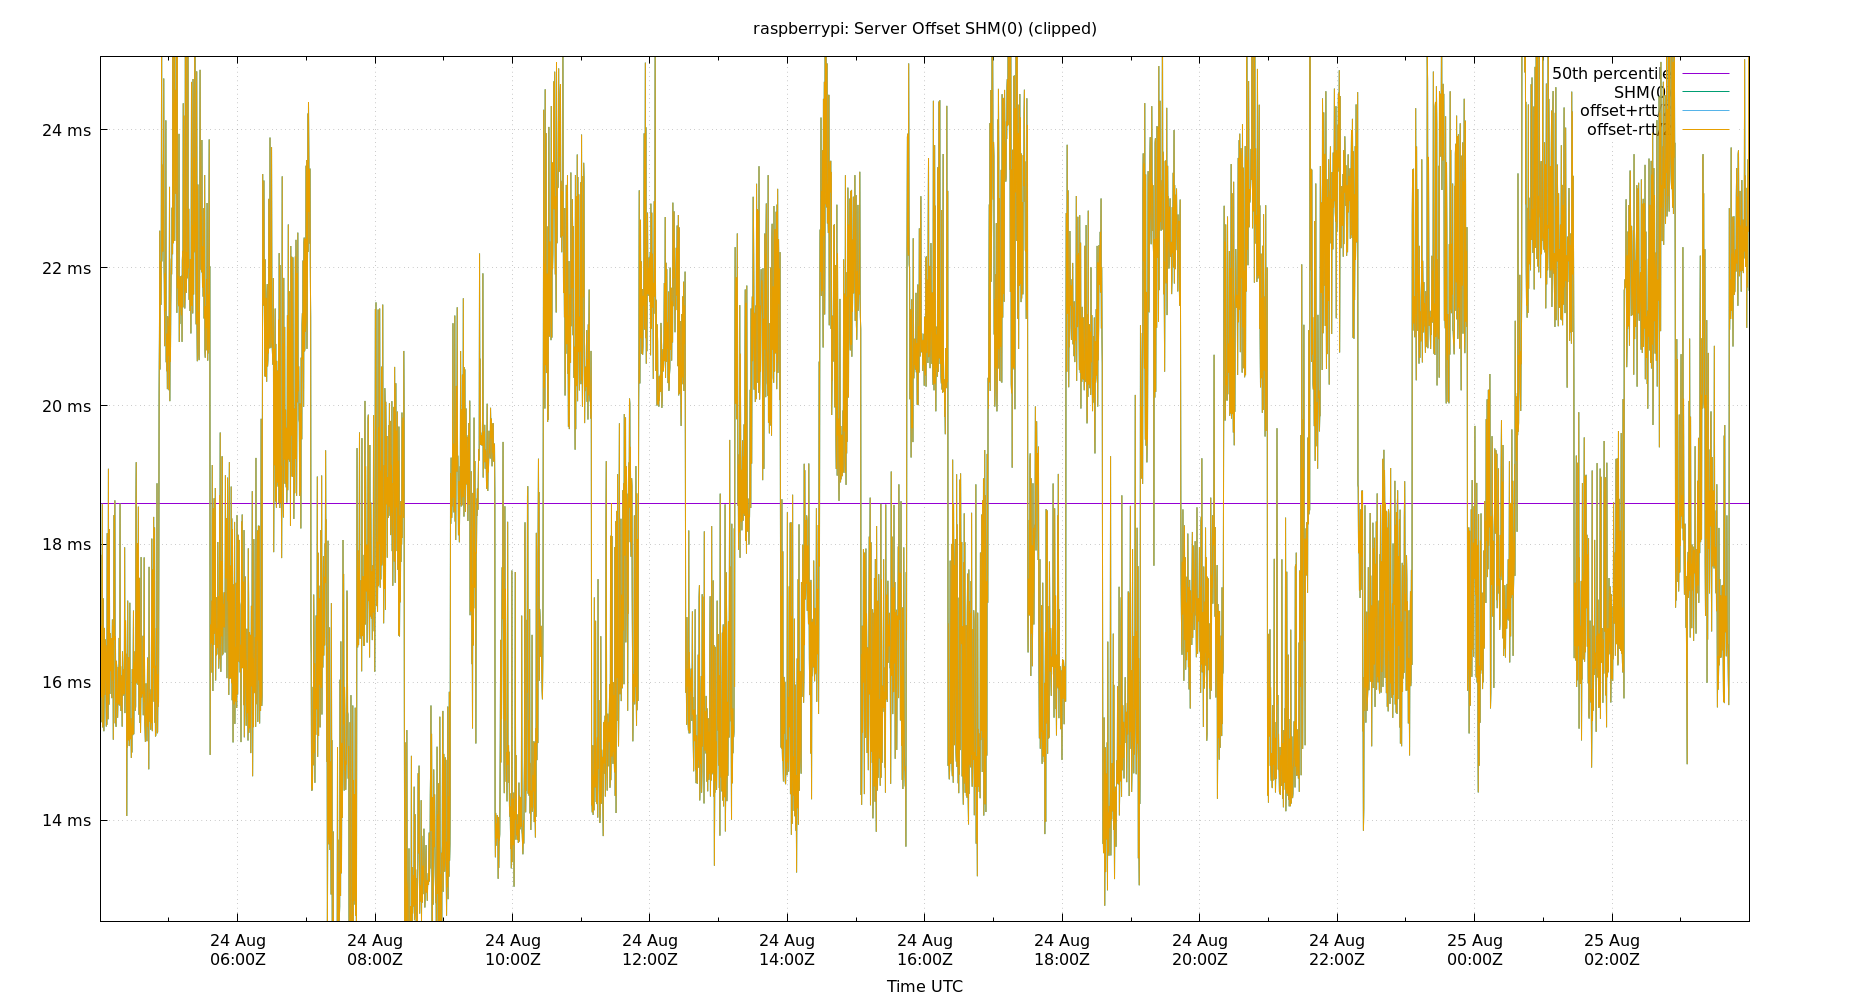 raspberrypi: Server Offset SHM(0) (clipped)
50th percentile
SHM(0)
offset+rtt/2
offset-rtt/2
24 ms
22 ms
20 ms
18 ms
16 ms
14 ms
24 Aug 24 Aug 24 Aug 24 Aug 24 Aug 24 Aug 24 Aug 24 Aug 24 Aug 25 Aug 25 Aug
06:00Z 08:00Z 10:00Z 12:00Z 14:00Z 16:00Z 18:00Z 20:00Z 22:00Z 00:00Z 02:00Z
Time UTC